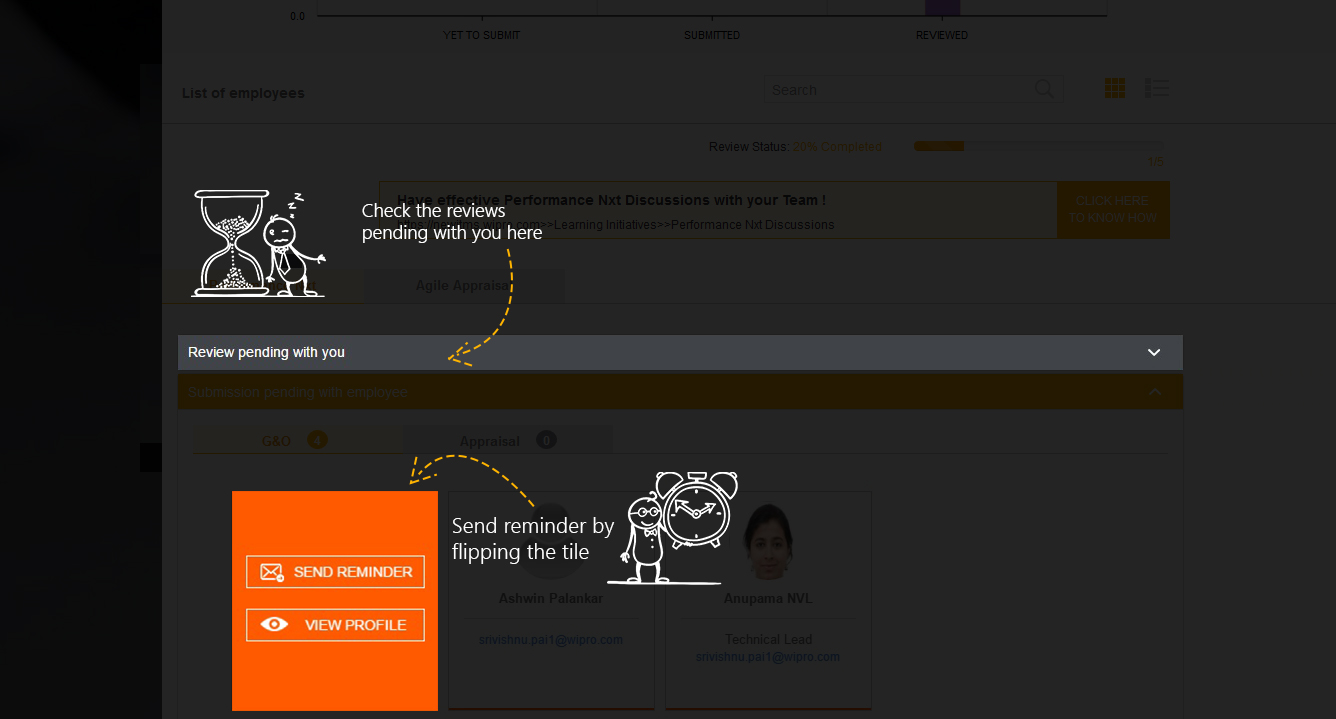 0.0
YET TO SUBMIT
SUBMITTED
REVIEWED
List of employees
Search
Review Status: 20% Completed
1/5
Have effective Performance Nxt Discussions with your Team !
CLICK HERE
TO KNOW HOW
>>Learning Initiatives>>Performance Nxt Discussions
Check the reviews
pending with you here
Agile Appraisal
Review pending with you
Submission pending with employee
G&O 4
Appraisal 0
SEND REMINDER
VIEW PROFILE
Send reminder by
flipping the tile
Ashwin Palankar
srivishnu.pai1@wipro.com
Anupama NVL
Technical Lead
srivishnu.pai1@wipro.com